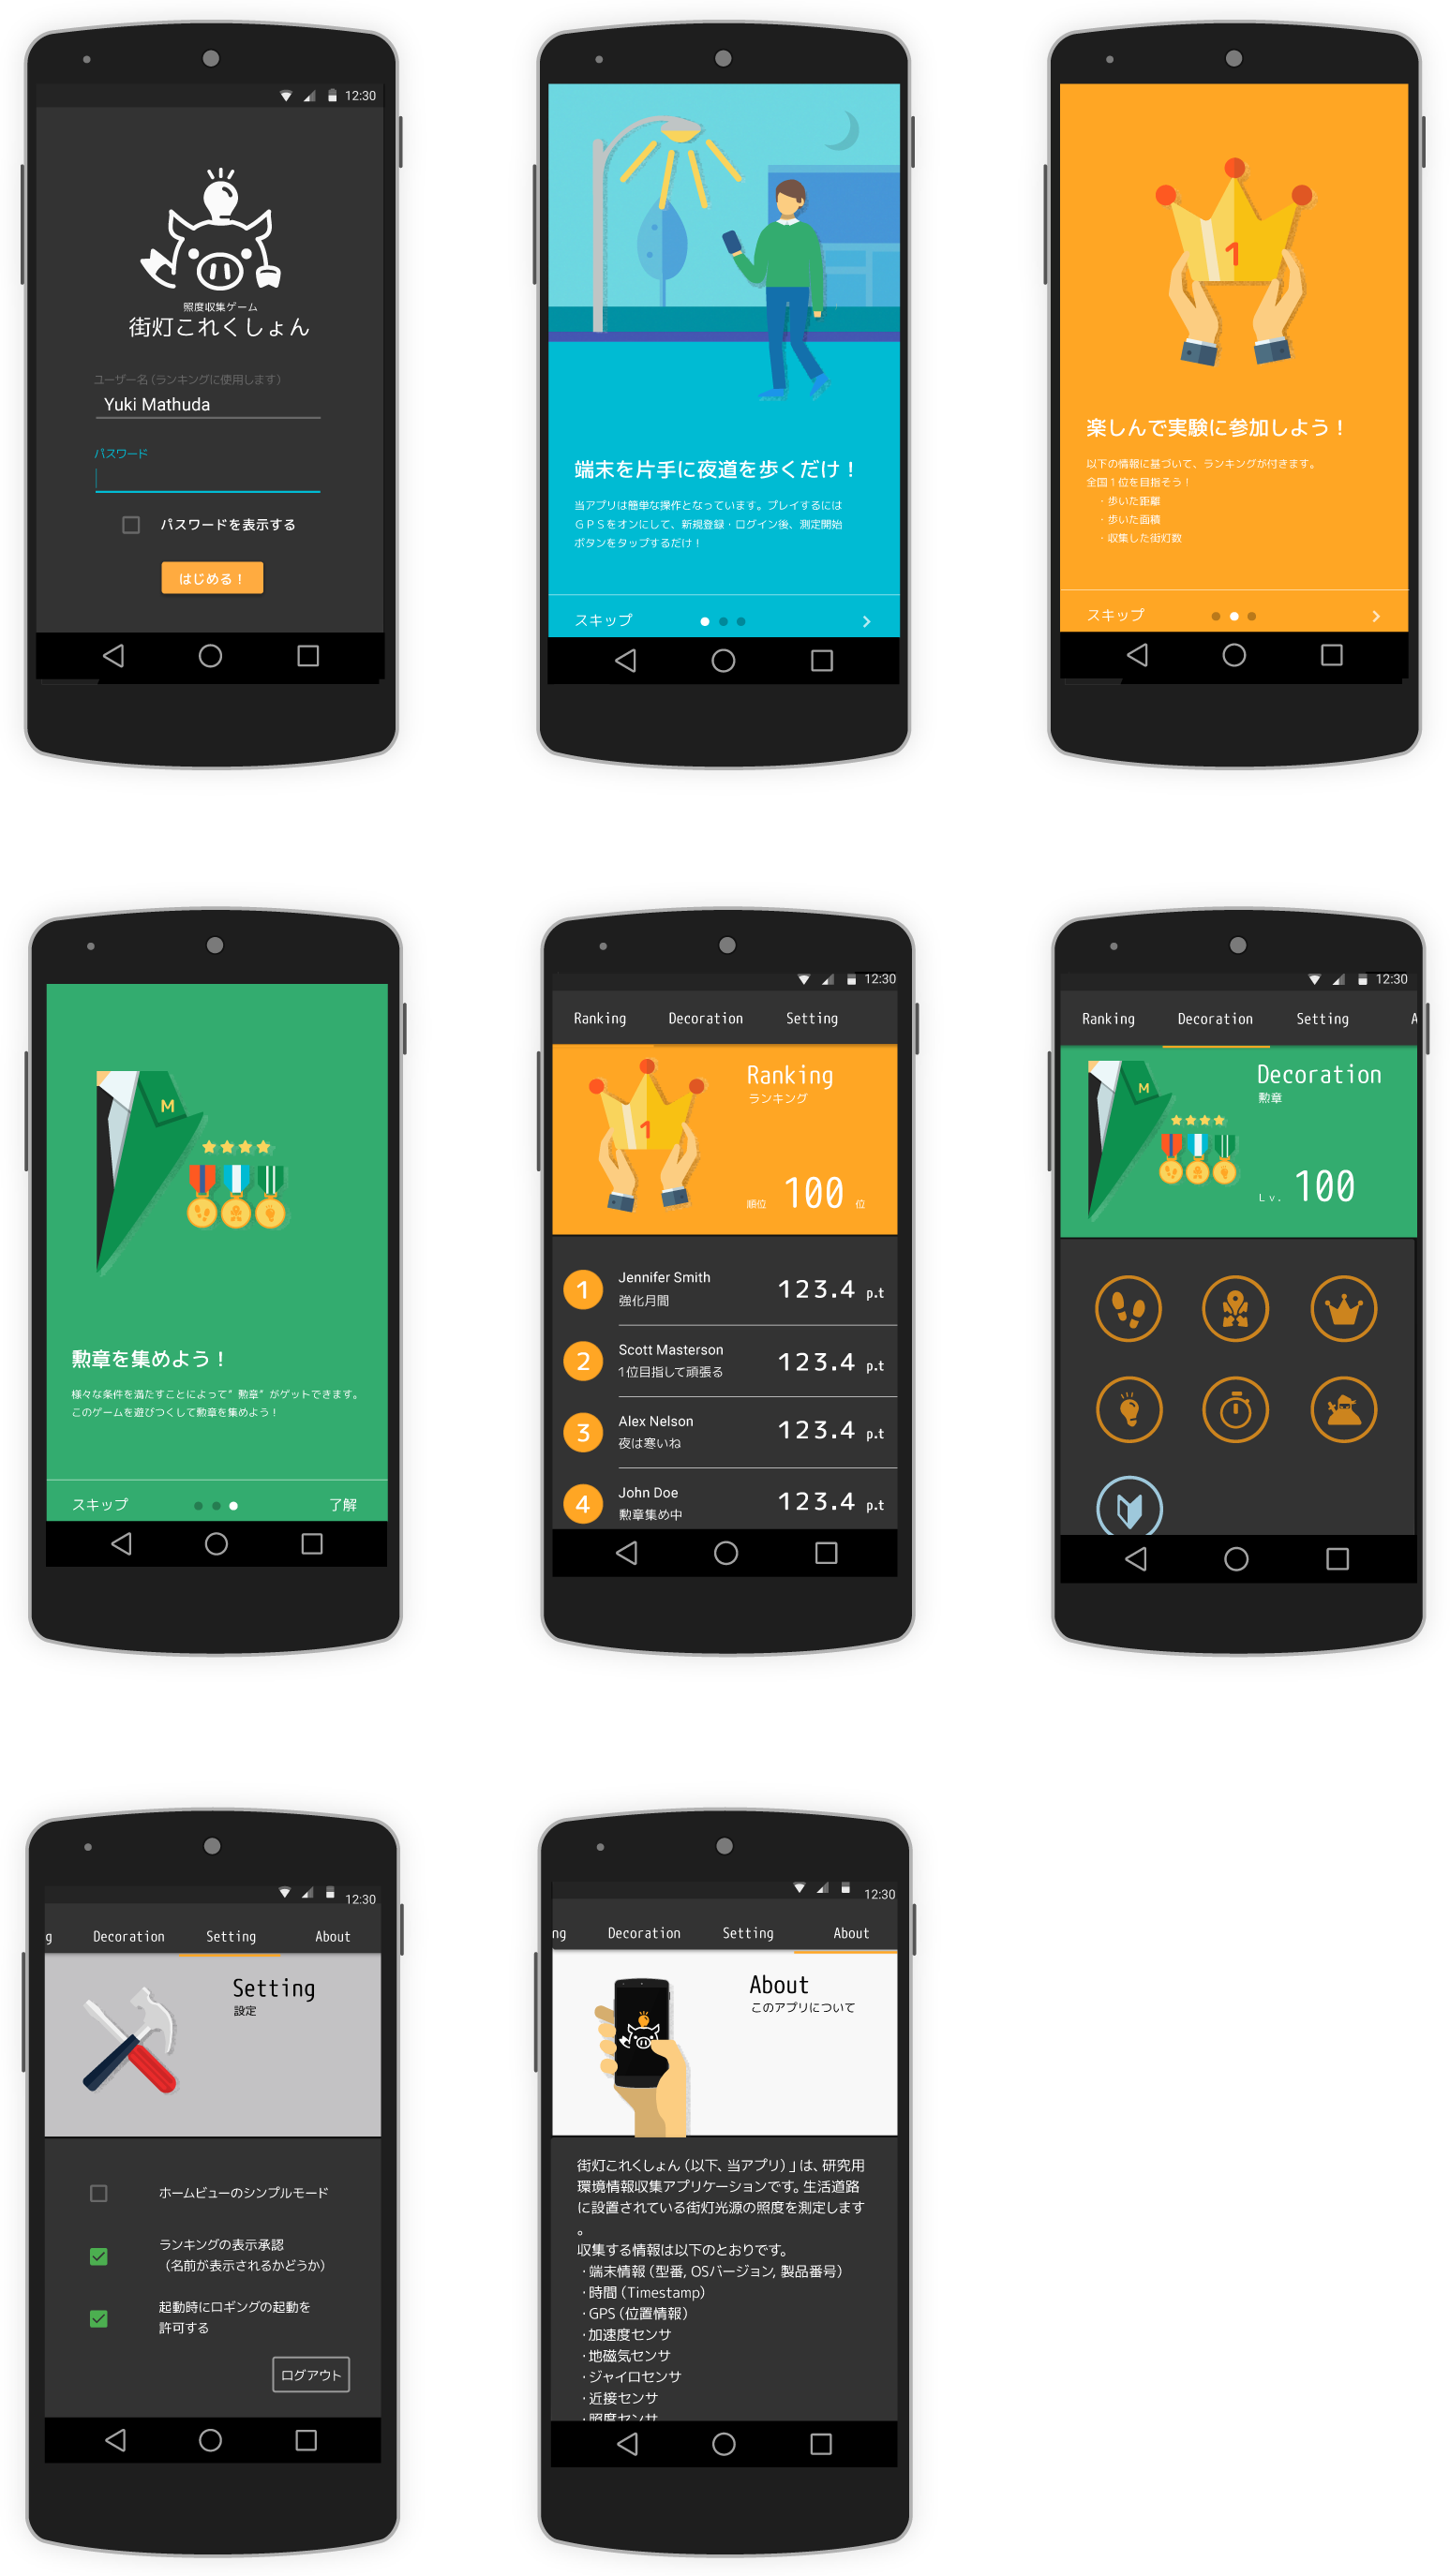 12:30
照度収集ゲーム
街灯これくしょん
ユーザー名（ランキングに使用します）
Yuki Mathuda
パスワード
パスワードを表示する
はじめる！
端末を片手に夜道を歩くだけ！
当アプリは簡単な操作となっています。プレイするには
ＧＰＳをオンにして、新規登録・ログイン後、測定開始
ボタンをタップするだけ！
スキップ
1
楽しんで実験に参加しよう！
以下の情報に基づいて、ランキングが付きます。
全国１位を目指そう！
・歩いた距離
・歩いた面積
・収集した街灯数
スキップ
M
勲章を集めよう！
様々な条件を満たすことによって”勲章”がゲットできます。
このゲームを遊びつくして勲章を集めよう！
スキップ 了解
12:30
Ranking Decoration Setting
1
Ranking
ランキング
順位 100 位
1 Jennifer Smith 123.4 p.t
強化月間
2 Scott Masterson 123.4 p.t
1位目指して頑張る
3 Alex Nelson 123.4 p.t
夜は寒いね
4 John Doe 123.4 p.t
勲章集め中
12:30
Ranking Decoration Setting A
M
Decoration
勲章
Lv. 100
12:30
g Decoration Setting About
Setting
設定
ホームビューのシンプルモード
ランキングの表示承認
（名前が表示されるかどうか）
起動時にロギングの起動を
許可する
ログアウト
12:30
ng Decoration Setting About
About
このアプリについて
街灯これくしょん（以下、当アプリ）」は、研究用
環境情報収集アプリケーションです。生活道路
に設置されている街灯光源の照度を測定します
。
収集する情報は以下のとおりです。
・端末情報（型番, OSバージョン, 製品番号）
・時間（Timestamp）
・GPS（位置情報）
・加速度センサ
・地磁気センサ
・ジャイロセンサ
・近接センサ
・照度センサ